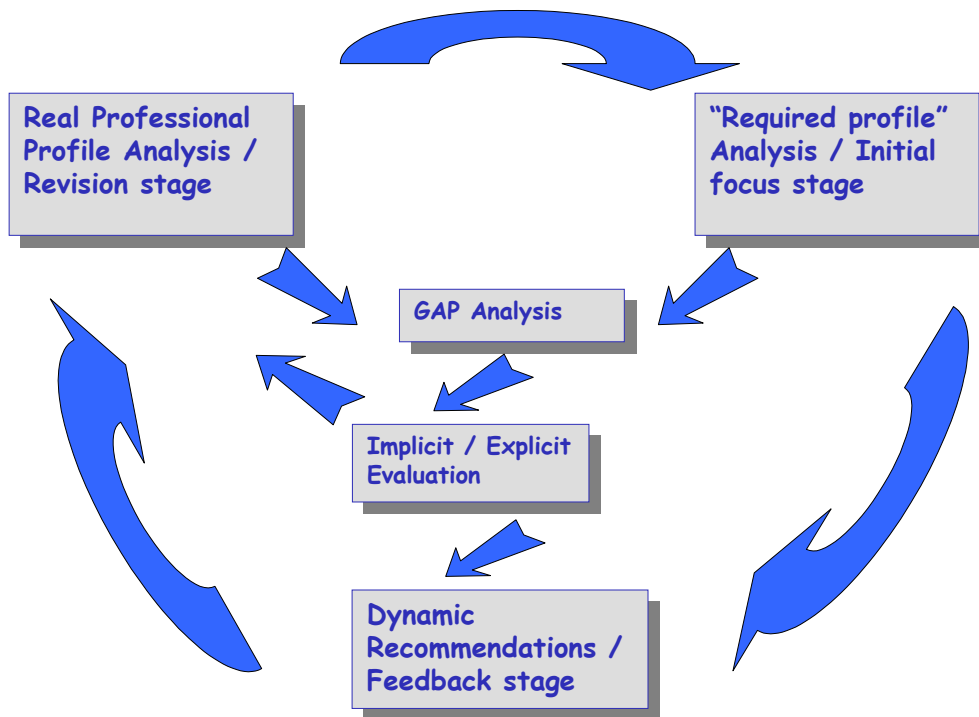 Real Professional
Profile Analysis /
Revision stage
“Required profile”
Analysis / Initial
focus stage
GAP Analysis
Implicit / Explicit
Evaluation
Dynamic
Recommendations /
Feedback stage